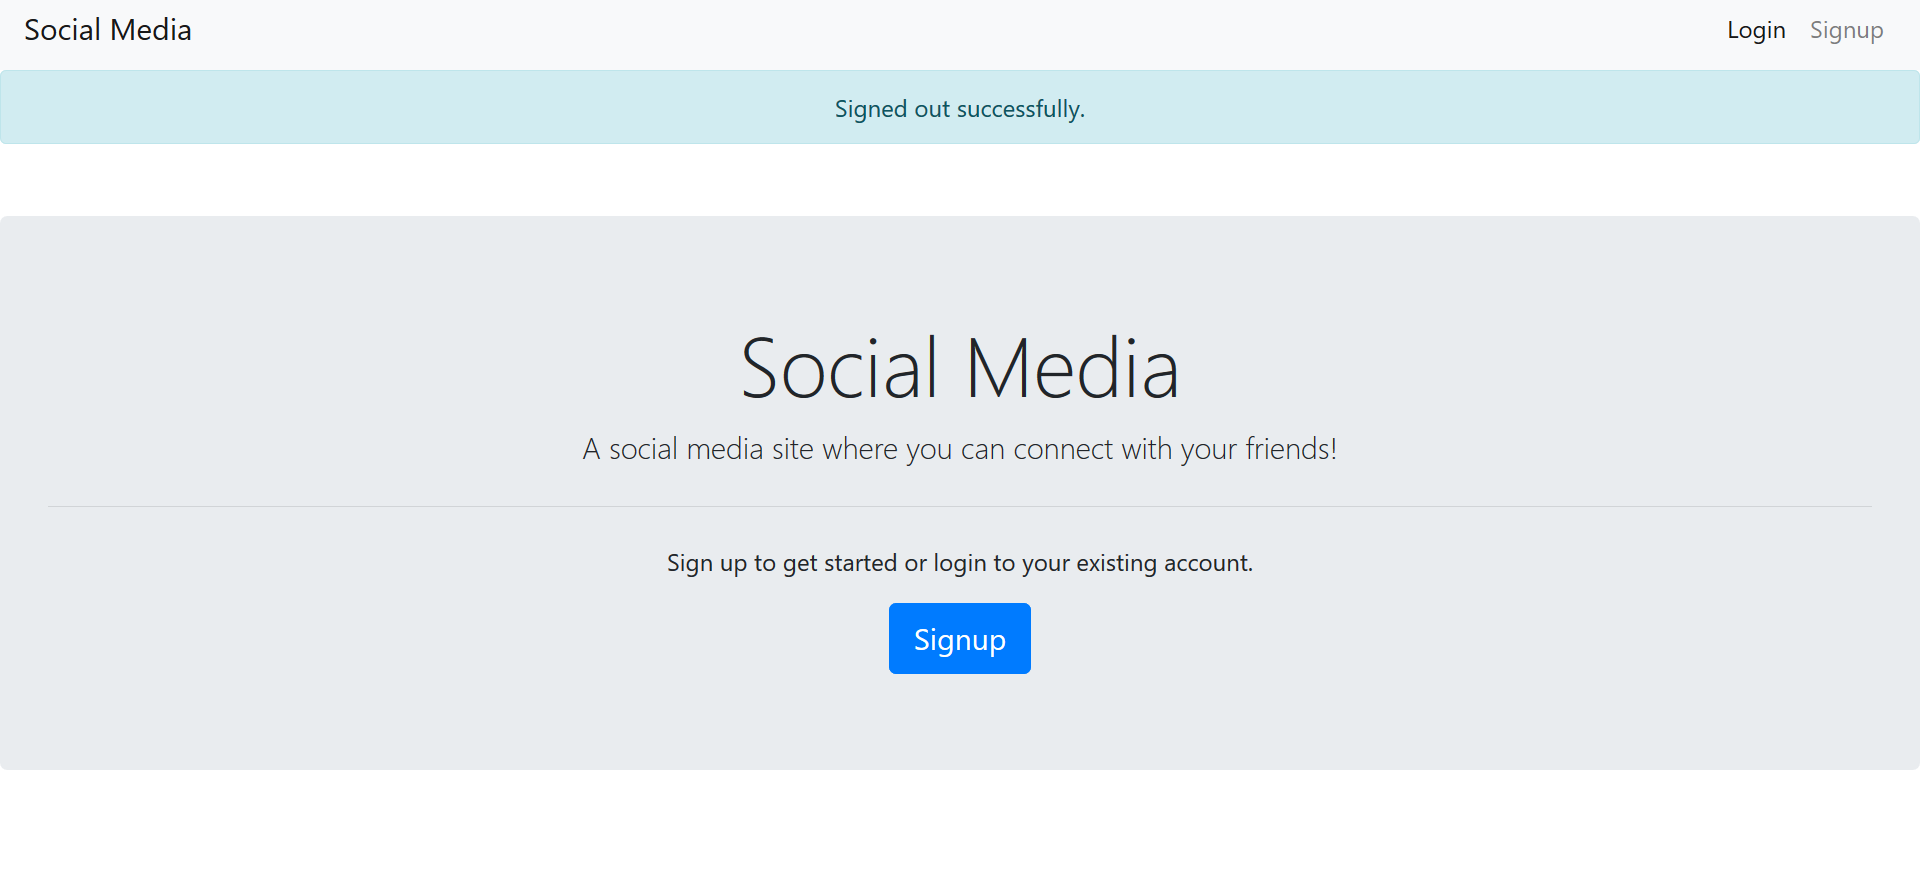 Social Media
Login Signup
Signed out successfully.
Social Media
A social media site where you can connect with your friends!
Sign up to get started or login to your existing account.
Signup